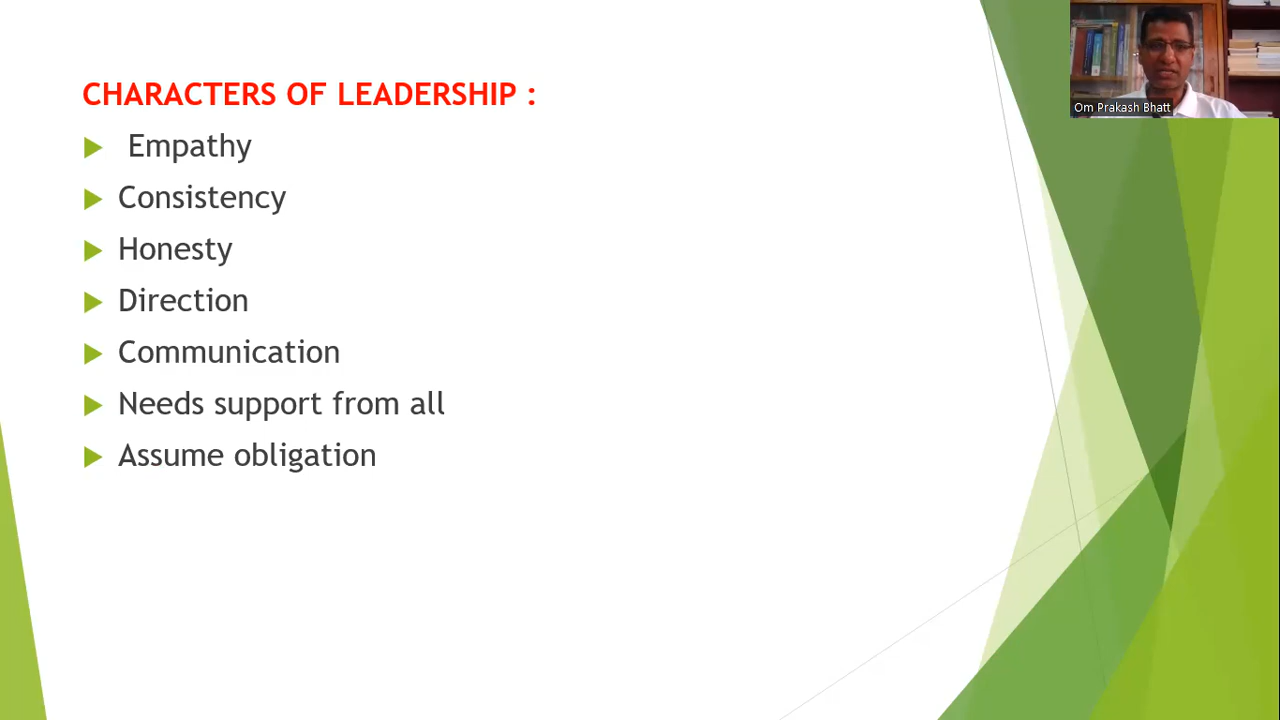 CHARACTERS OF LEADERSHIP :
Empathy
Consistency
Honesty
Direction
Communication
Needs support from all
Assume obligation
Om Prakash Bhatt